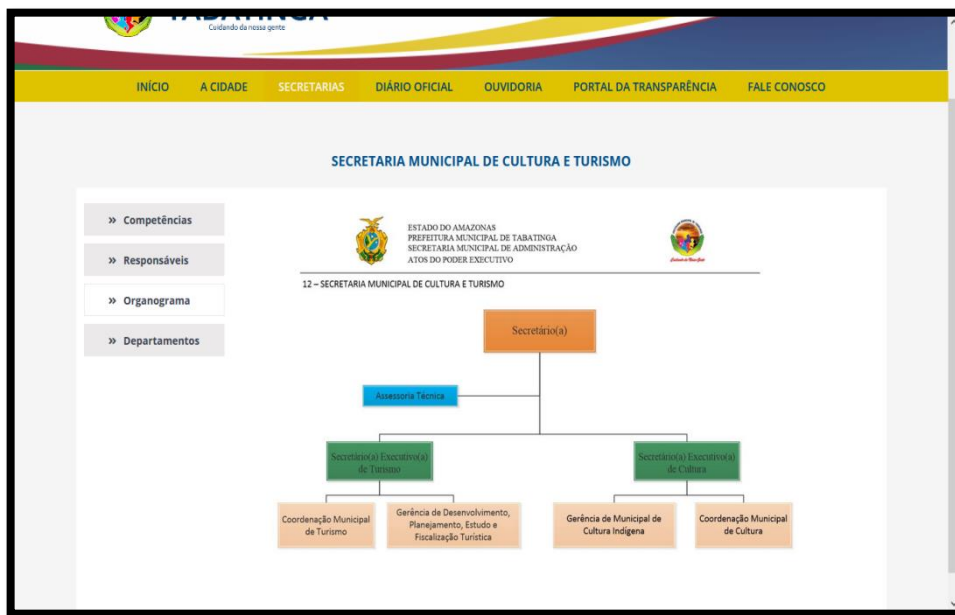 TABATINGA
Cuidando da nossa gente
INÍCIO A CIDADE SECRETARIAS DIÁRIO OFICIAL OUVIDORIA PORTAL DA TRANSPARÊNCIA FALE CONOSCO
SECRETARIA MUNICIPAL DE CULTURA E TURISMO
» Competências
» Responsáveis
» Organograma
» Departamentos
ESTADO DO AMAZONAS
PREFEITURA MUNICIPAL DE TABATINGA
SECRETARIA MUNICIPAL DE ADMINISTRAÇÃO
ATOS DO PODER EXECUTIVO
12 – SECRETARIA MUNICIPAL DE CULTURA E TURISMO
Secretário(a)
Assessoria Técnica
Secretário(a) Executivo(a)
de Turismo
Secretário(a) Executivo(a)
de Cultura
Coordenação Municipal
de Turismo
Gerência de Desenvolvimento,
Planejamento, Estudo e
Fiscalização Turística
Gerência de Municipal de
Cultura Indígena
Coordenação Municipal
de Cultura